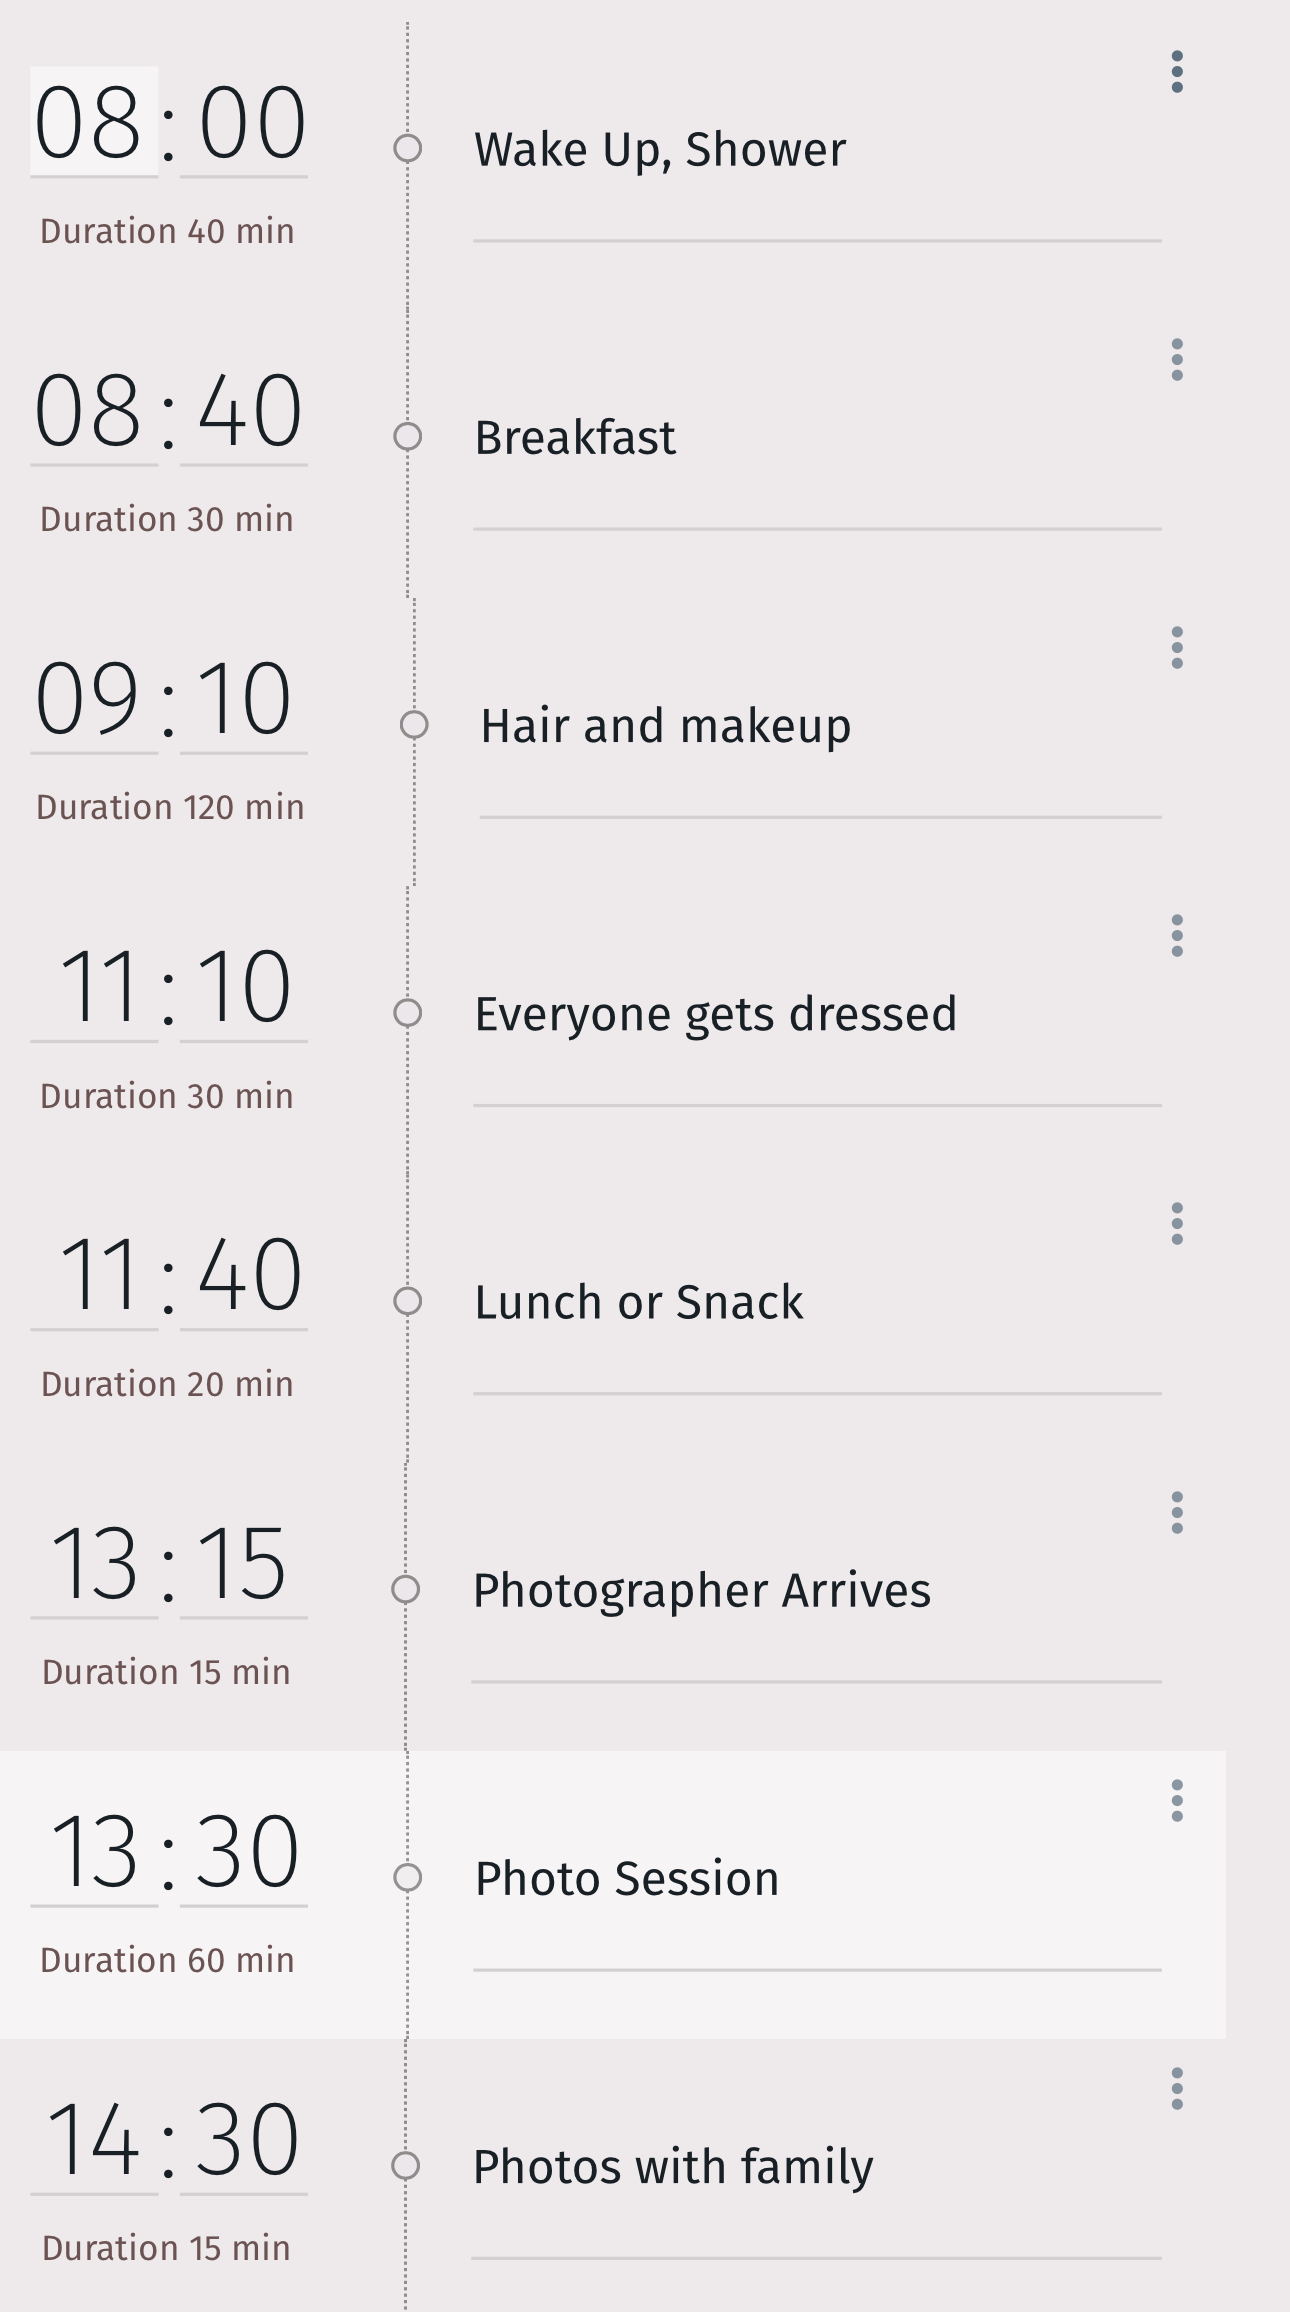 08 : 00
Wake Up, Shower
Duration 40 min
08 : 40
Breakfast
Duration 30 min
09 : 10
Hair and makeup
Duration 120 min
11 : 10
Everyone gets dressed
Duration 30 min
11 : 40
Lunch or Snack
Duration 20 min
13 : 15
Photographer Arrives
Duration 15 min
13 : 30
Photo Session
Duration 60 min
14 : 30
Photos with family
Duration 15 min